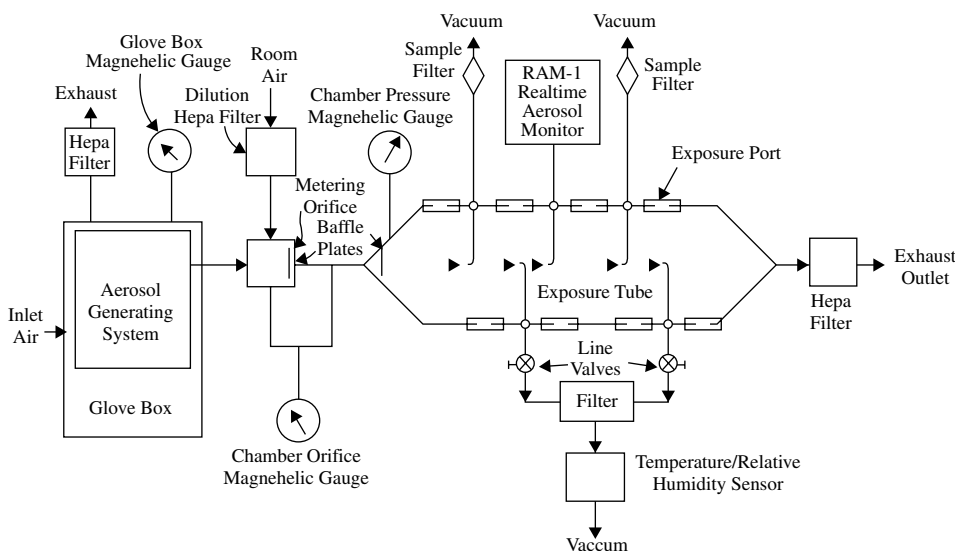 Glove Box
Magnehelic Gauge
Exhaust
Hepa
Filter
Room
Air
Dilution
Hepa Filter
Chamber Pressure
Magnehelic Gauge
Vacuum
Sample
Filter
RAM-1
Realtime
Aerosol
Monitor
Vacuum
Sample
Filter
Exposure Port
Metering
Orifice
Baffle
Plates
Inlet
Air
Aerosol
Generating
System
Glove Box
Exposure Tube
Hepa
Filter
Exhaust
Outlet
Line
Valves
Filter
Chamber Orifice
Magnehelic Gauge
Temperature/Relative
Humidity Sensor
Vaccum